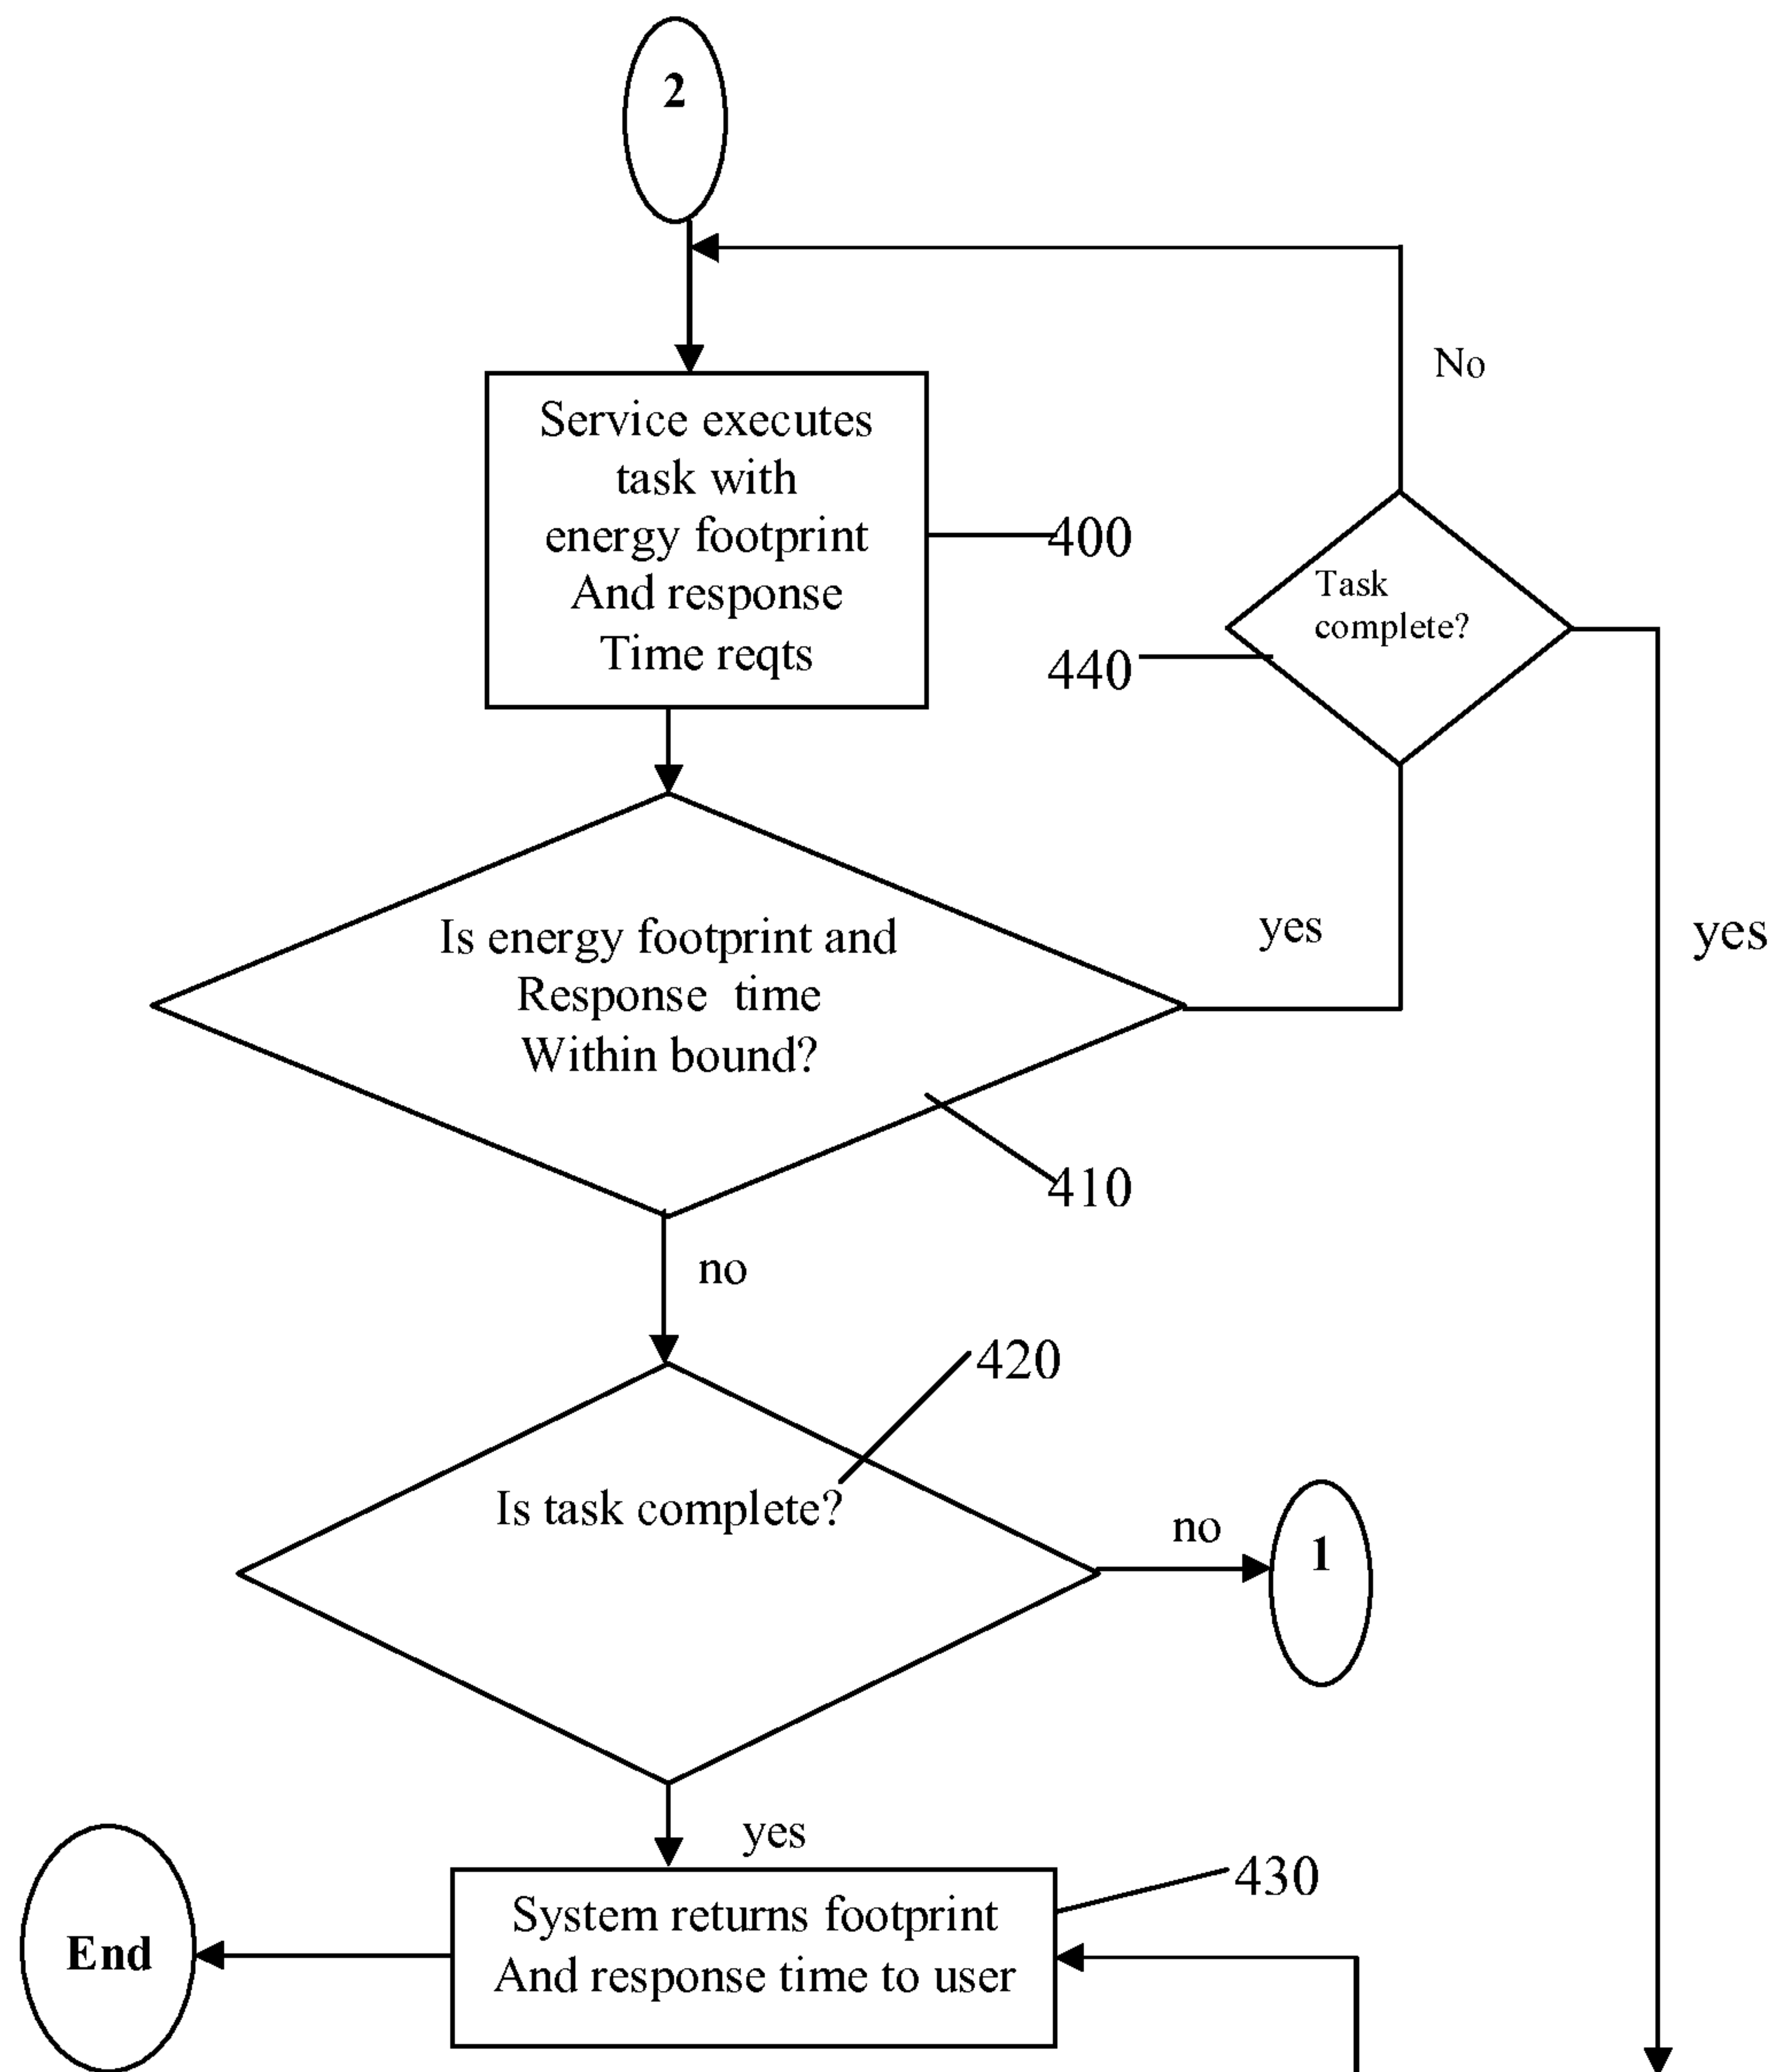 2
No
Service executes
task with
energy footprint
And response
Time reqts
400
Task
complete?
440
Is energy footprint and
Response time
Within bound?
yes
yes
410
no
420
Is task complete?
no
1
yes
430
System returns footprint
And response time to user
End